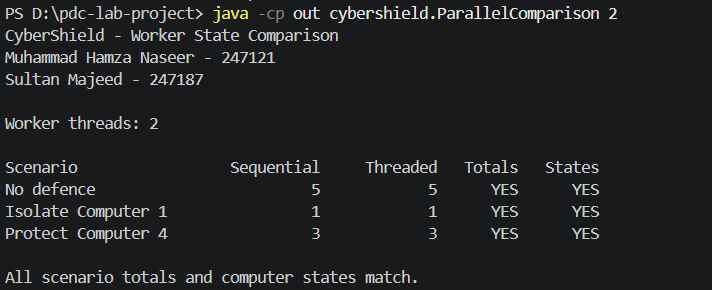 PS D:\pdc-lab-project> java -cp out cybershield.ParallelComparison 2
CyberShield - Worker State Comparison
Muhammad Hamza Naseer - 247121
Sultan Majeed - 247187
Worker threads: 2
Scenario Sequential Threaded Totals States
No defence 5 5 YES YES
Isolate Computer 1 1 1 YES YES
Protect Computer 4 3 3 YES YES
All scenario totals and computer states match.